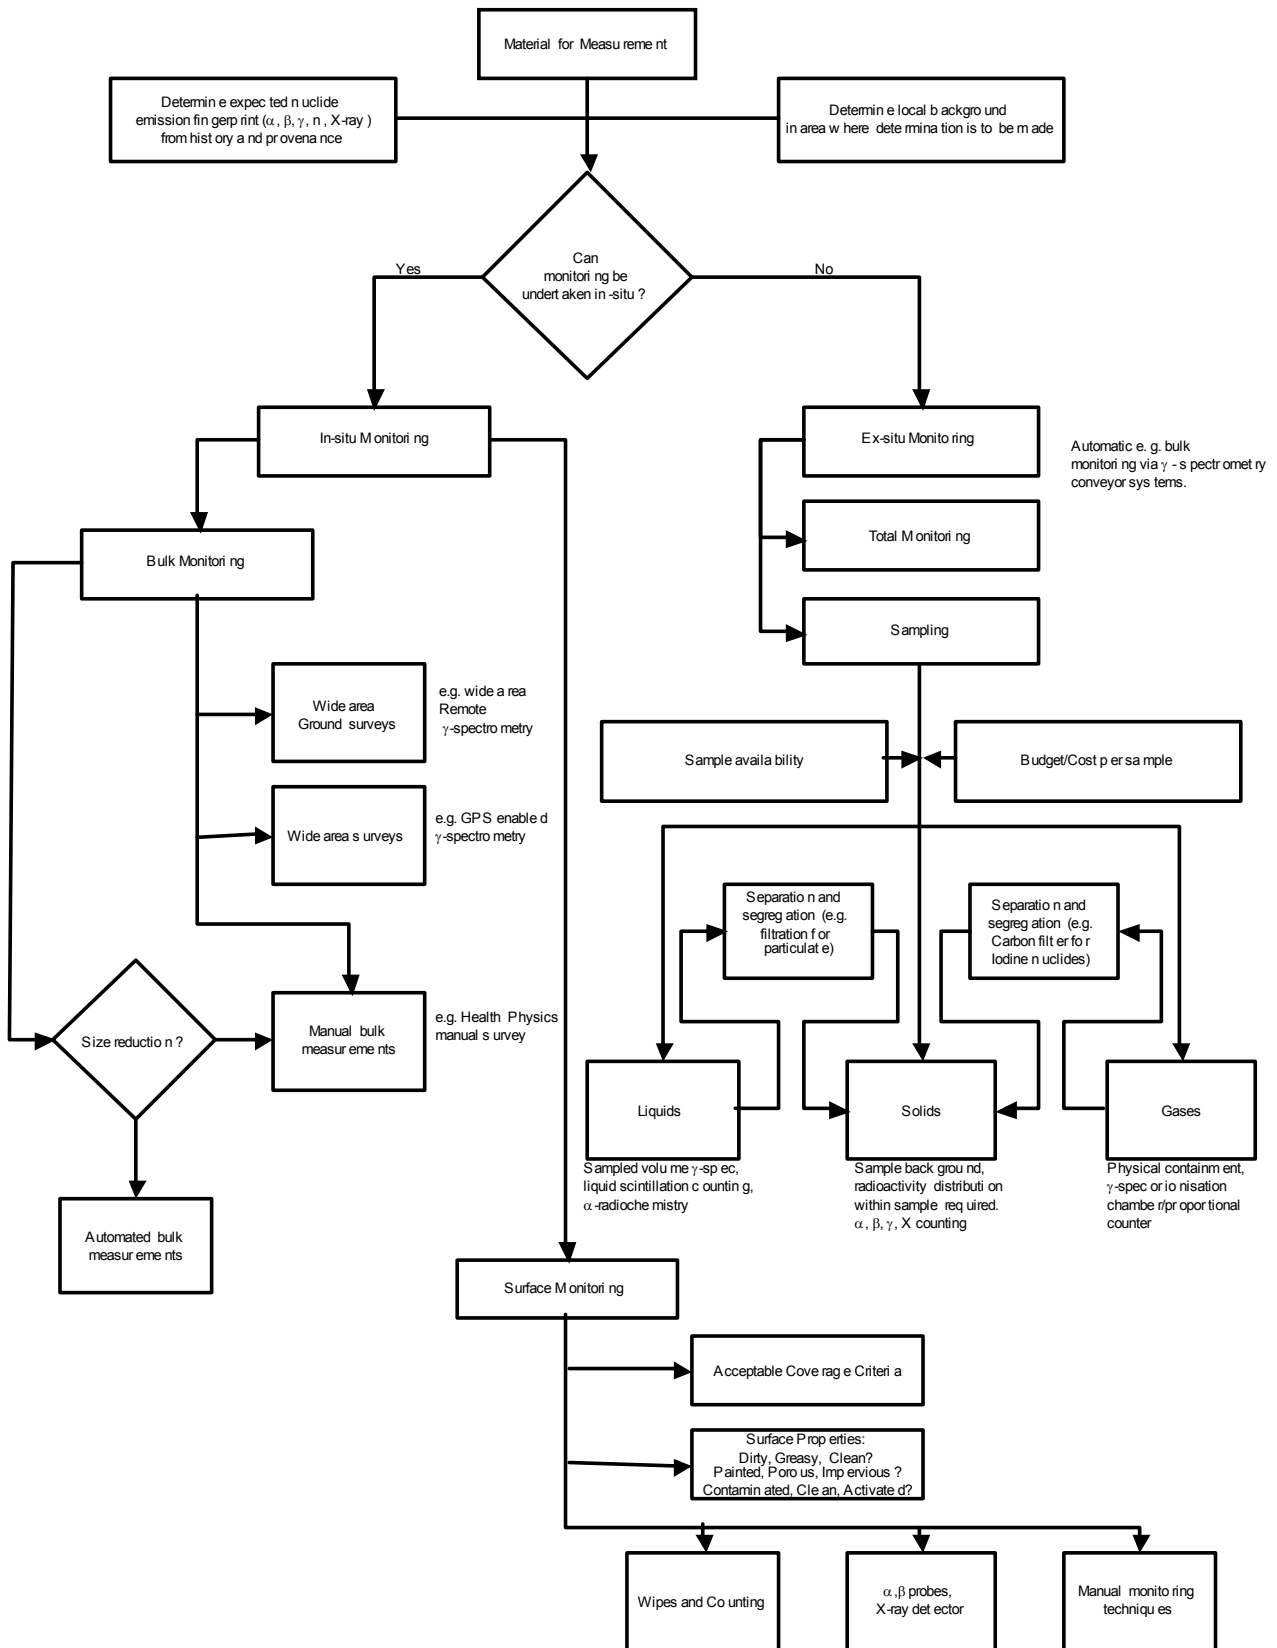 Material for Measurement
Determine expected nuclide
emission fingerprint (α, β, γ, n, X-ray)
from history and provenance
Determine local background
in area where determination is to be made
Can
monitoring be
undertaken in-situ?
Yes
No
In-situ Monitoring
Ex-situ Monitoring
Automatic e.g. bulk
monitoring via γ - spectrometry
conveyor systems.
Total Monitoring
Bulk Monitoring
Sampling
Wide area
Ground surveys
e.g. wide area
Remote
γ-spectrometry
Sample availability
Budget/Cost per sample
Wide area surveys
e.g. GPS enabled
γ-spectrometry
Separation and
segregation (e.g.
filtration for
particulate)
Separation and
segregation (e.g.
Carbon filter for
Iodine nuclides)
Size reduction?
Manual bulk
measurements
e.g. Health Physics
manual survey
Liquids
Solids
Gases
Sampled volume γ-spec,
liquid scintillation counting,
α-radiochemistry
Sample background,
radioactivity distribution
within sample required.
α, β, γ, X counting
Physical containment,
γ-spec or ionisation
chamber/proportional
counter
Automated bulk
measurements
Surface Monitoring
Acceptable Coverage Criteria
Surface Properties:
Dirty, Greasy, Clean?
Painted, Porous, Impervious?
Contaminated, Clean, Activated?
Wipes and Counting
α,β probes,
X-ray detector
Manual monitoring
techniques